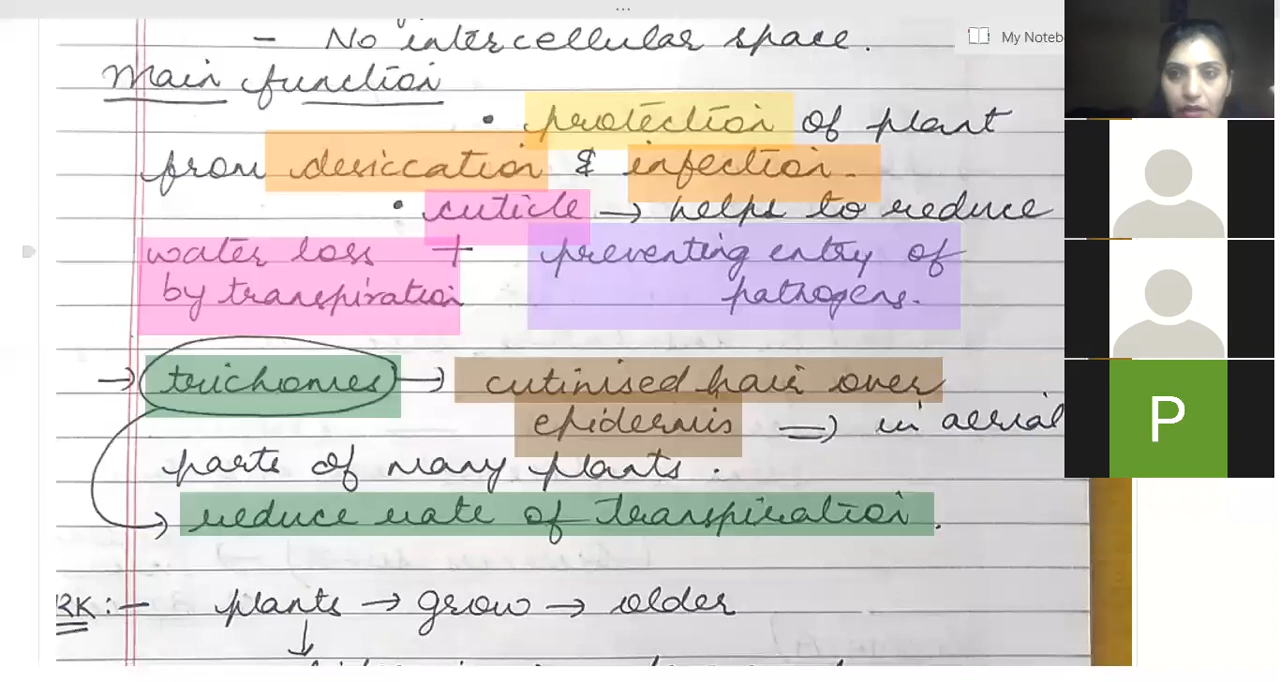 ...
- No intercellular space.
My Noteb
Main function
• protection of plant
from desiccation & infection.
• cuticle → helps to reduce
water loss + preventing entry of
by transpiration pathogens.
→ trichomes → cutinised hair over
epidermis ⇒ in aerial
parts of many plants.
reduce rate of transpiration.
P
RK :- plants → grow → older
↓